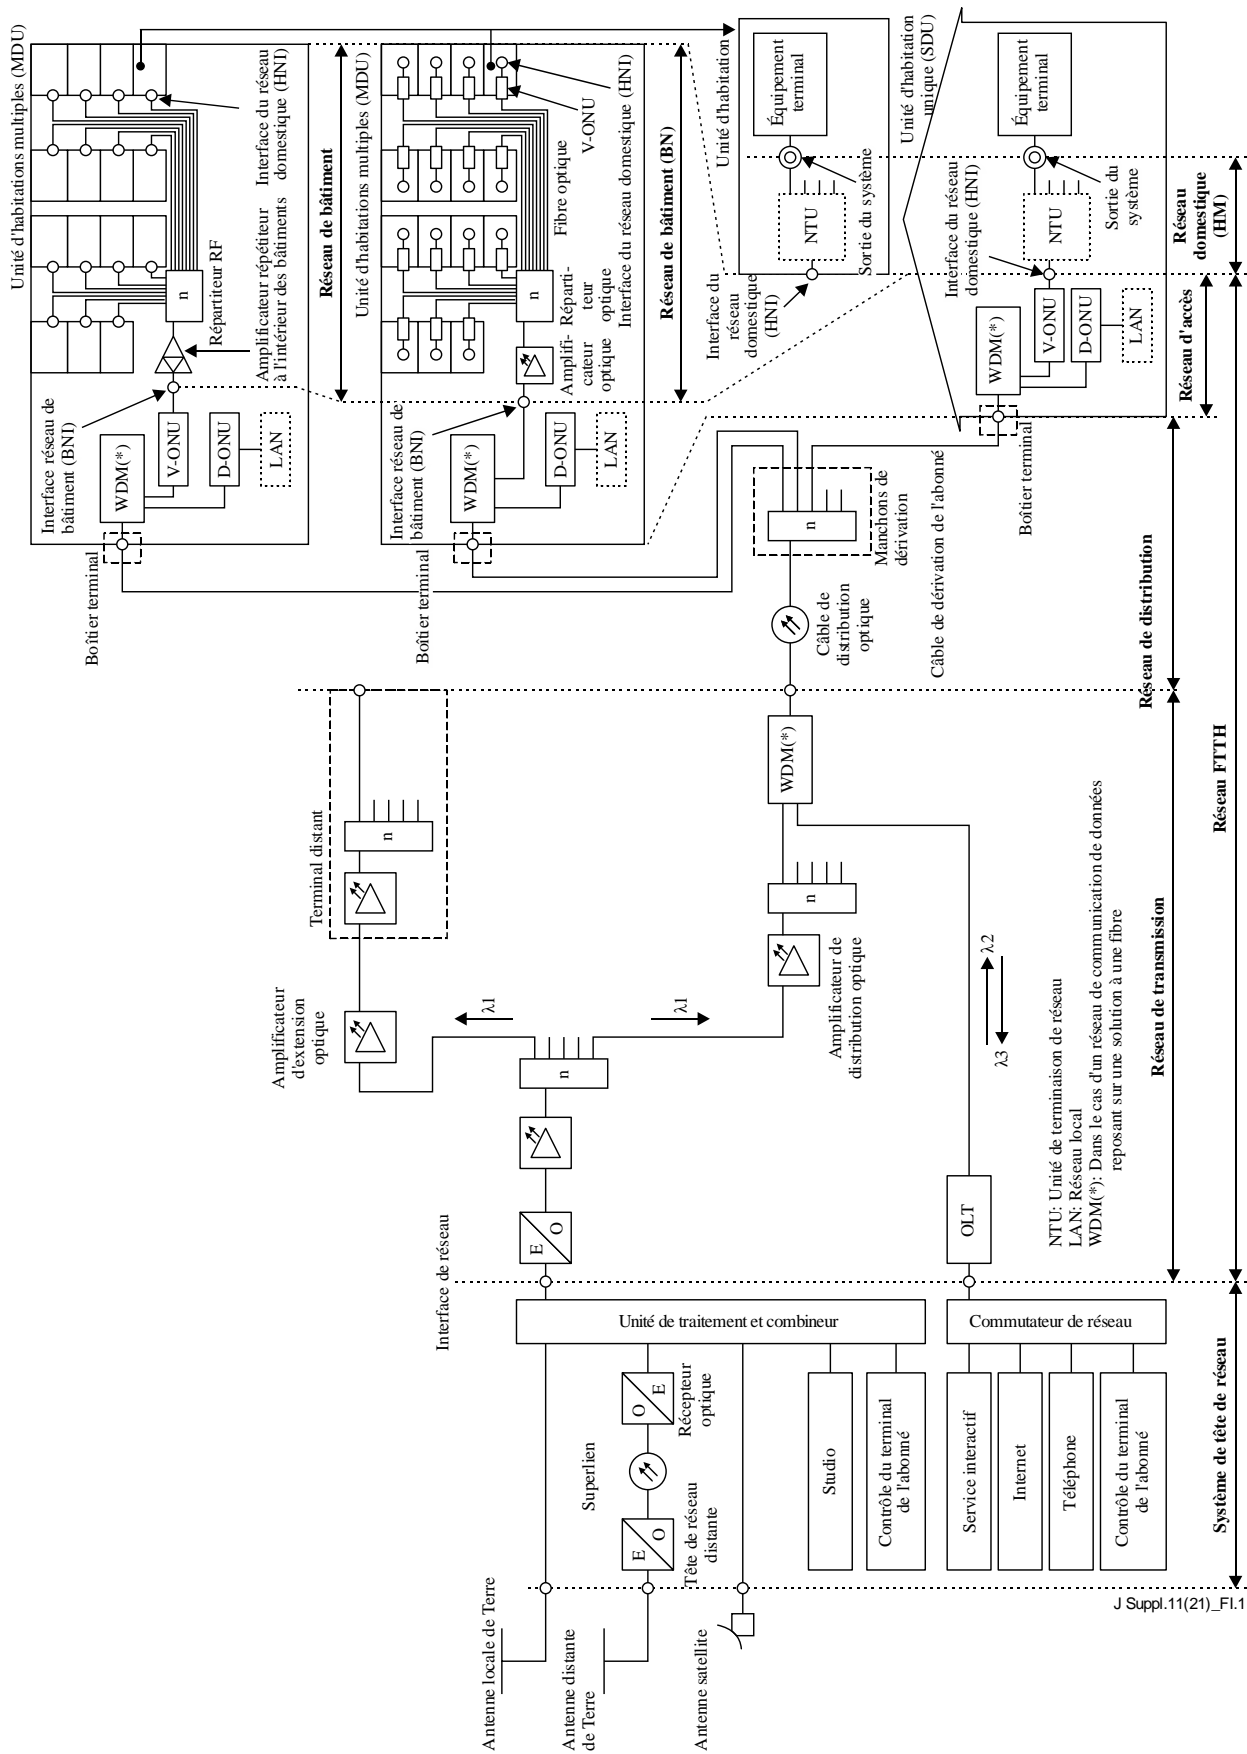 Antenne locale de Terre
Antenne distante
de Terre
Antenne satellite
E
O
Tête de réseau
distante
Superlien
O
E
Récepteur
optique
Studio
Contrôle du terminal
de l'abonné
Service interactif
Internet
Téléphone
Contrôle du terminal
de l'abonné
Unité de traitement et combineur
Commutateur de réseau
Système de tête de réseau
Interface de réseau
E
O
OLT
n
λ1
λ1
Amplificateur
d'extension
optique
Terminal distant
n
Amplificateur de
distribution optique
n
λ2
λ3
WDM(*)
NTU: Unité de terminaison de réseau
LAN: Réseau local
WDM(*): Dans le cas d'un réseau de communication de données
reposant sur une solution à une fibre
Réseau de transmission
Réseau FTTH
Câble de
distribution
optique
n
Manchons de
dérivation
Câble de dérivation de l'abonné
Réseau de distribution
Boîtier terminal
Unité d'habitations multiples (MDU)
Interface réseau de
bâtiment (BNI)
WDM(*)
V-ONU
D-ONU
LAN
Amplificateur répétiteur
à l'intérieur des bâtiments
Répartiteur RF
n
Interface du réseau
domestique (HNI)
Réseau de bâtiment
Boîtier terminal
Unité d'habitations multiples (MDU)
Interface réseau de
bâtiment (BNI)
WDM(*)
D-ONU
LAN
Amplifi-
cateur
optique
Réparti-
teur
optique
n
Fibre optique
V-ONU
Interface du réseau domestique (HNI)
Réseau de bâtiment (BN)
Unité d'habitation
Interface du
réseau
domestique
(HNI)
NTU
Sortie du système
Équipement
terminal
Unité d'habitation
unique (SDU)
Boîtier terminal
WDM(*)
V-ONU
D-ONU
LAN
Interface du réseau
domestique (HNI)
NTU
Sortie du
système
Équipement
terminal
Réseau d'accès
Réseau
domestique
(HM)
J Suppl.11(21)_FI.1